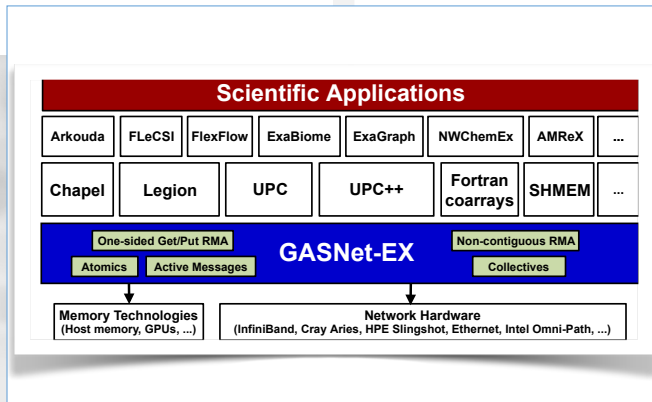 Scientific Applications
Arkouda FLeCSI FlexFlow ExaBiome ExaGraph NWChemEx AMReX ...
Chapel Legion UPC UPC++ Fortran coarrays SHMEM ...
One-sided Get/Put RMA
GASNet-EX
Non-contiguous RMA
Atomics Active Messages
Collectives
Memory Technologies
(Host memory, GPUs, ...)
Network Hardware
(InfiniBand, Cray Aries, HPE Slingshot, Ethernet, Intel Omni-Path, ...)